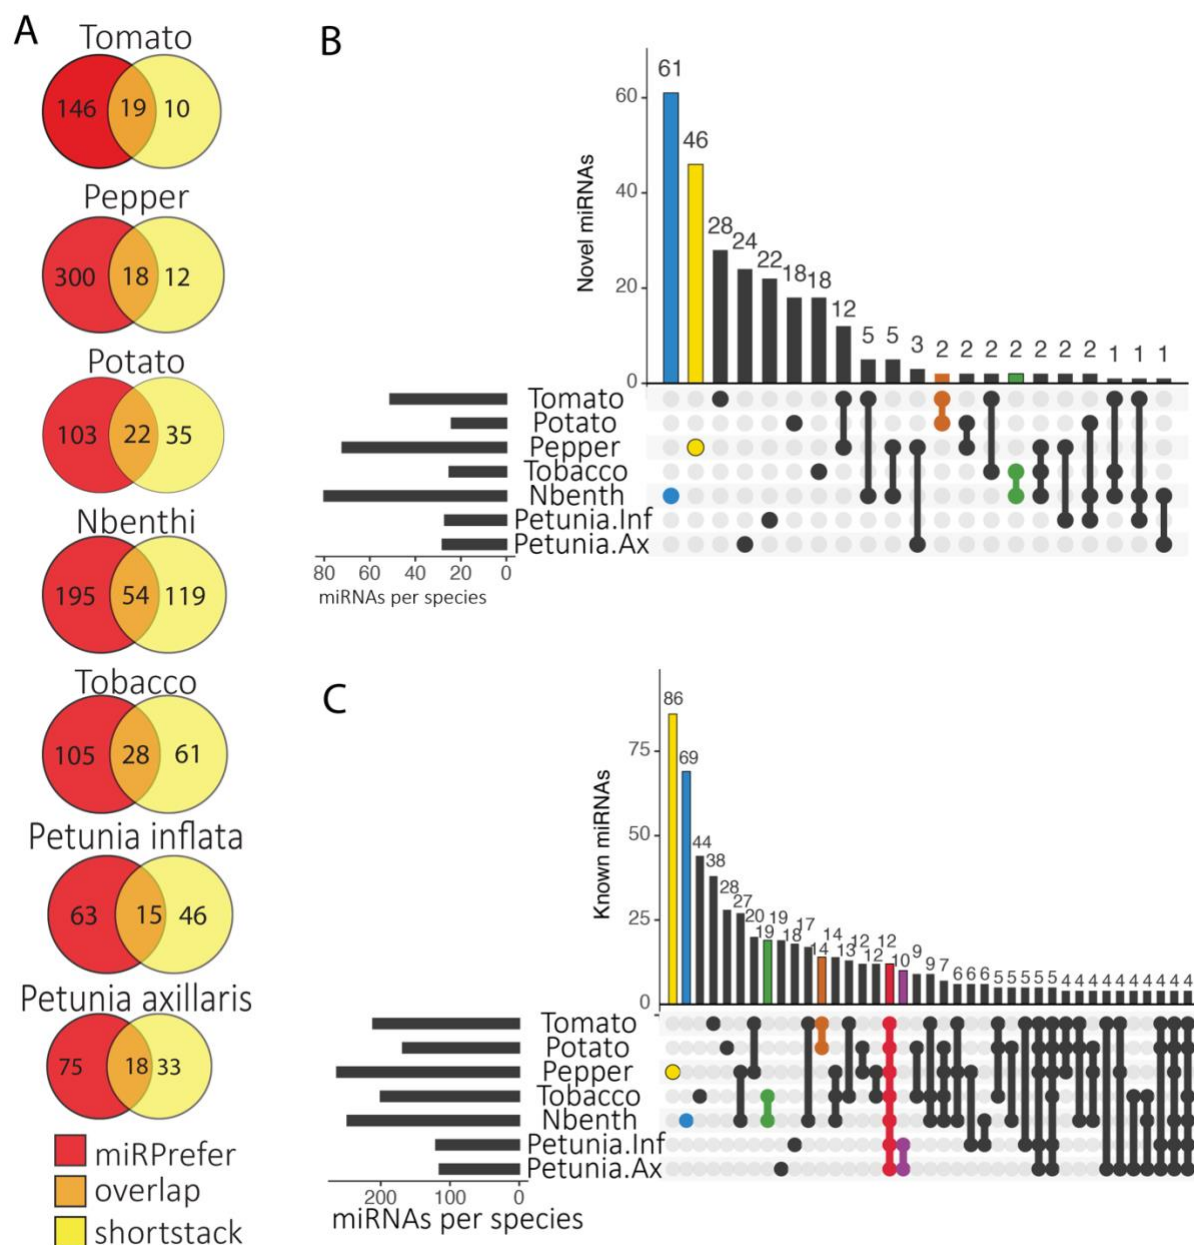 A
Tomato
146 19 10
Pepper
300 18 12
Potato
103 22 35
Nbenthi
195 54 119
Tobacco
105 28 61
Petunia inflata
63 15 46
Petunia axillaris
75 18 33
miRPrefer
overlap
shortstack
B
Novel miRNAs
60
40
20
0
61 46 28 24 22 18 18 12 5 5 3 2 2 2 2 2 2 2 1 1 1
Tomato
Potato
Pepper
Tobacco
Nbenth
Petunia.Inf
Petunia.Ax
80 60 40 20 0
miRNAs per species
C
Known miRNAs
75
50
25
0
86 69 44 38 28 27 20 19 19 18 17 14 14 13 12 12 12 10 9 9 7 6 6 6 5 5 5 5 5 4 4 4 4 4 4 4 4 4 4
Tomato
Potato
Pepper
Tobacco
Nbenth
Petunia.Inf
Petunia.Ax
200 100 0
miRNAs per species